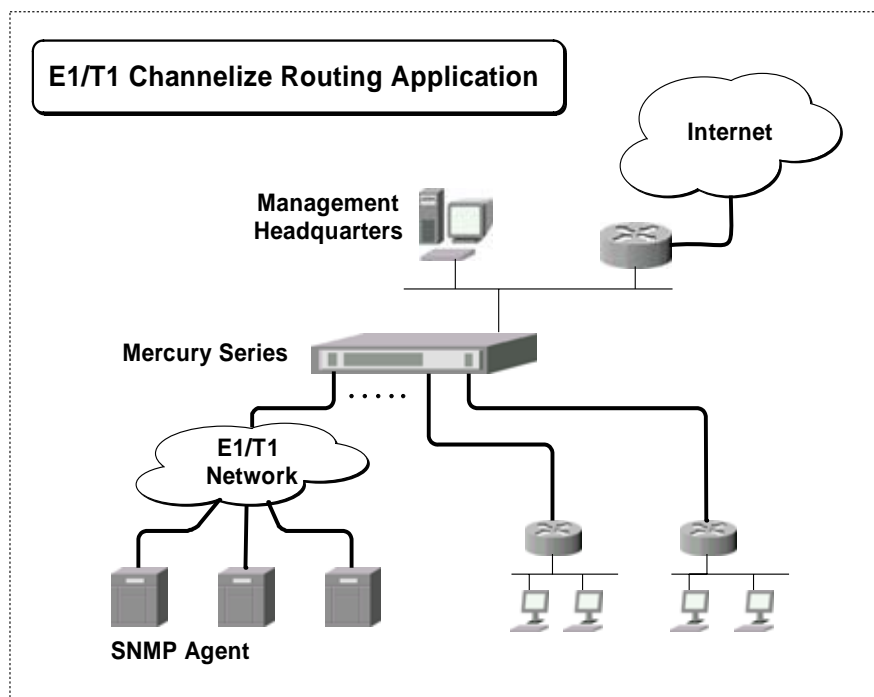 E1/T1 Channelize Routing Application
Internet
Management
Headquarters
Mercury Series
E1/T1
Network
SNMP Agent